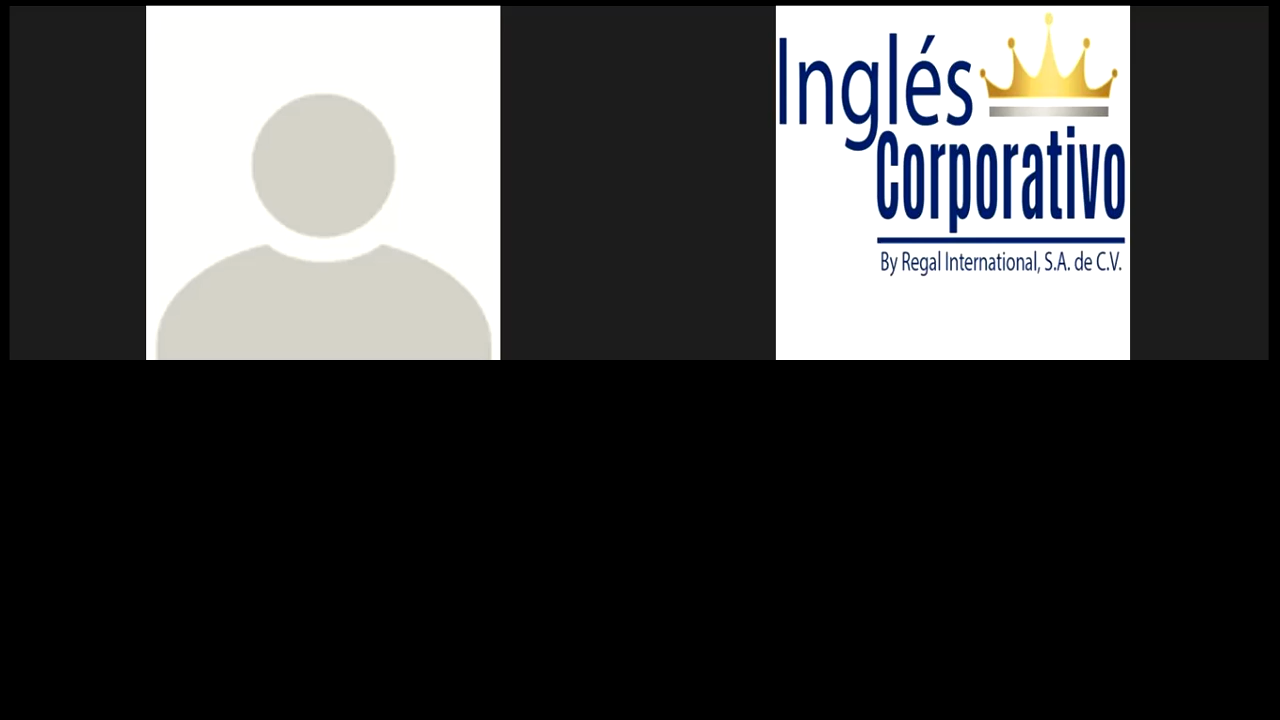 Inglés
Corporativo
By Regal International, S.A. de C.V.